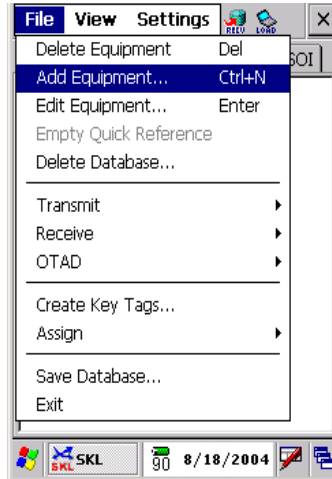 File View Settings RECV LOAD
Delete Equipment Del
SOI
Add Equipment... Ctrl+N
Edit Equipment... Enter
Empty Quick Reference
Delete Database...
Transmit
Receive
OTAD
Create Key Tags...
Assign
Save Database...
Exit
SKL SKL 90 8/18/2004